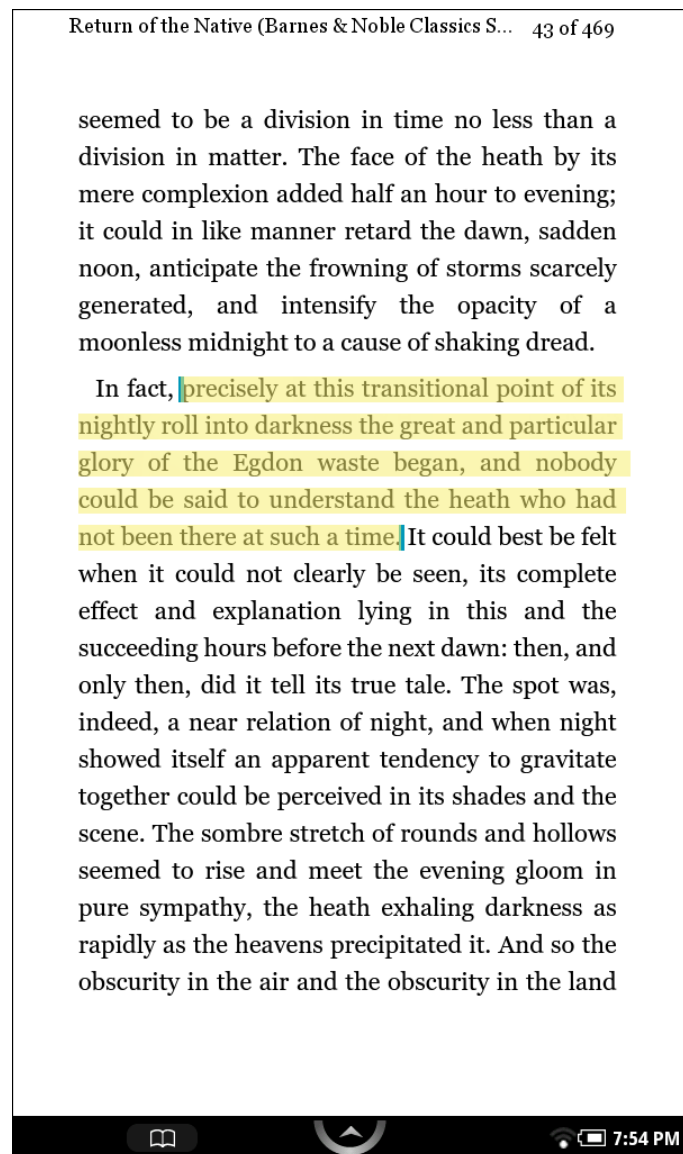 Return of the Native (Barnes & Noble Classics S... 43 of 469
seemed to be a division in time no less than a
division in matter. The face of the heath by its
mere complexion added half an hour to evening;
it could in like manner retard the dawn, sadden
noon, anticipate the frowning of storms scarcely
generated, and intensify the opacity of a
moonless midnight to a cause of shaking dread.
In fact, precisely at this transitional point of its
nightly roll into darkness the great and particular
glory of the Egdon waste began, and nobody
could be said to understand the heath who had
not been there at such a time. It could best be felt
when it could not clearly be seen, its complete
effect and explanation lying in this and the
succeeding hours before the next dawn: then, and
only then, did it tell its true tale. The spot was,
indeed, a near relation of night, and when night
showed itself an apparent tendency to gravitate
together could be perceived in its shades and the
scene. The sombre stretch of rounds and hollows
seemed to rise and meet the evening gloom in
pure sympathy, the heath exhaling darkness as
rapidly as the heavens precipitated it. And so the
obscurity in the air and the obscurity in the land
7:54 PM